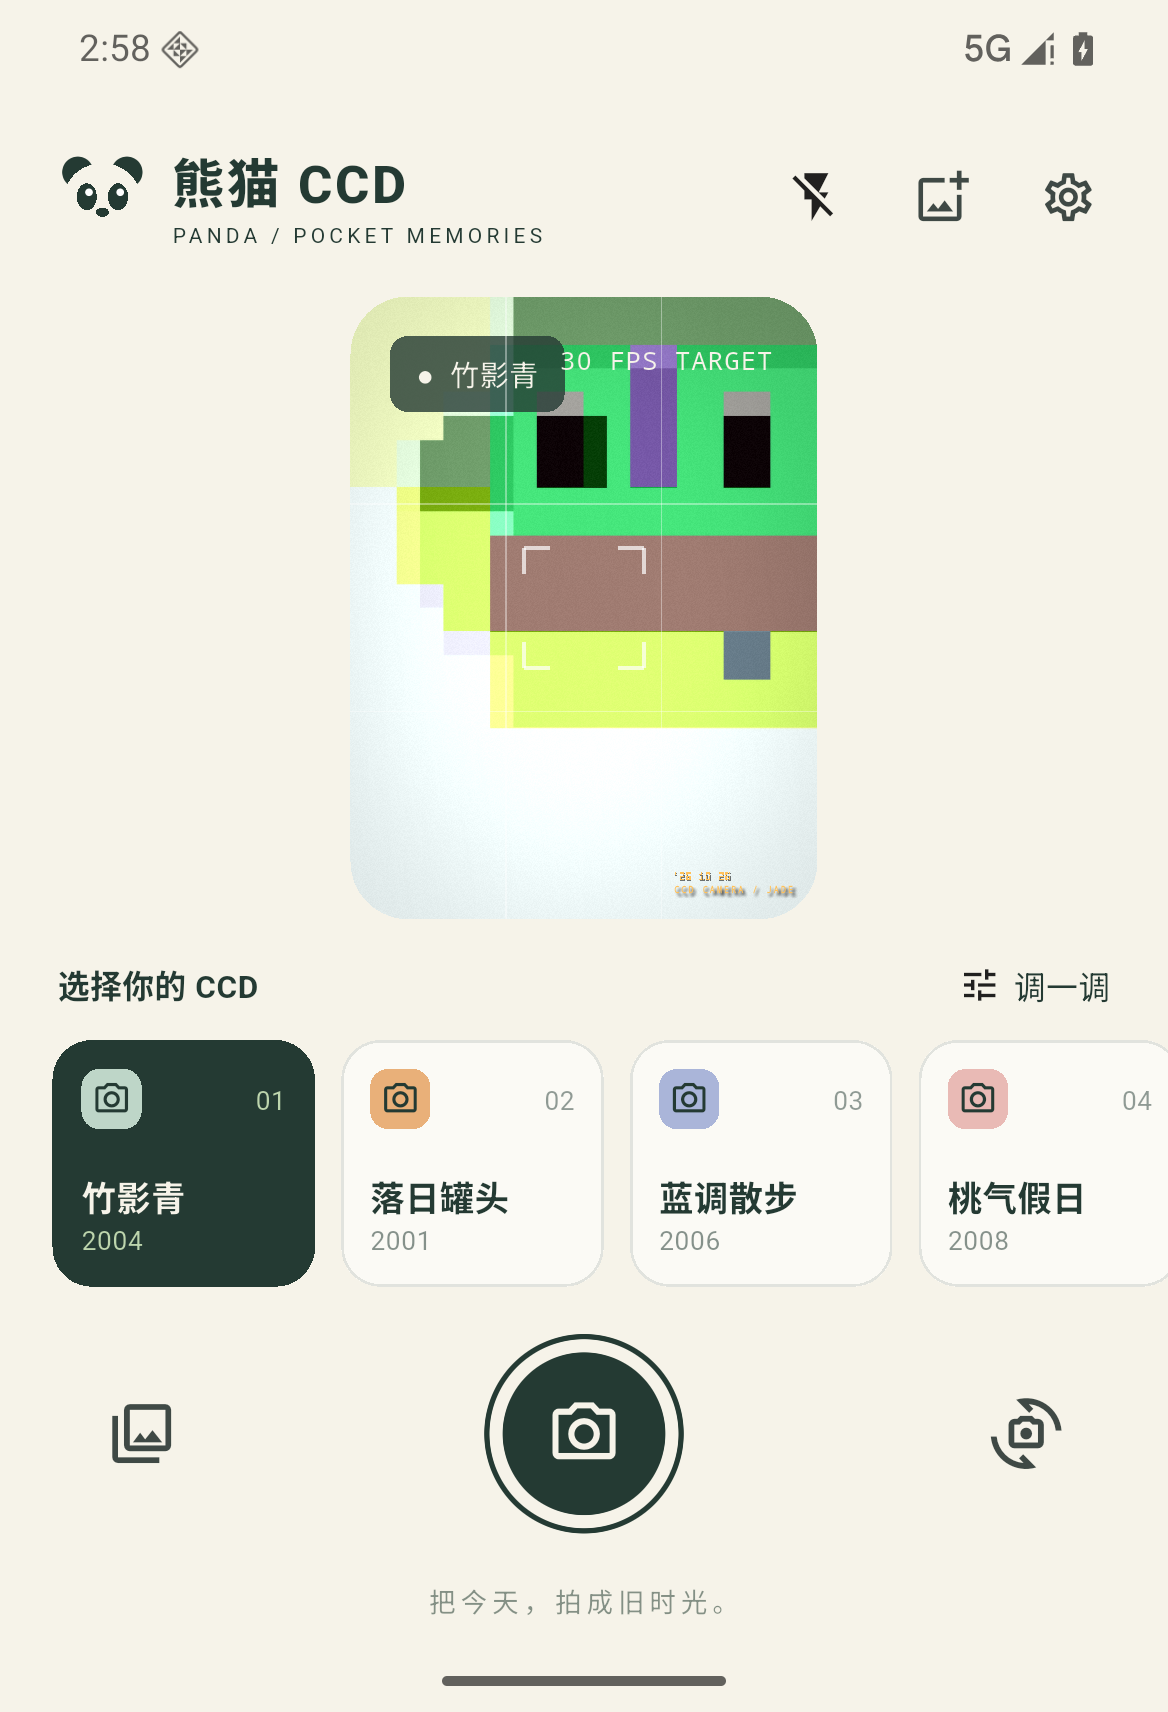 2:58
5G
熊猫 CCD
PANDA / POCKET MEMORIES
竹影青
30 FPS TARGET
选择你的 CCD
调一调
01
竹影青
2004
02
落日罐头
2001
03
蓝调散步
2006
04
桃气假日
2008
把今天，拍成旧时光。